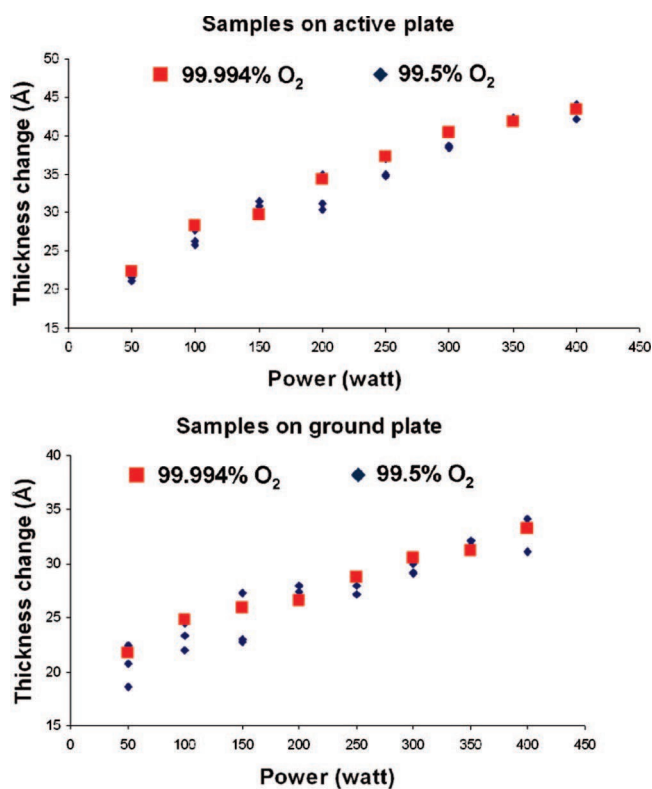 Samples on active plate
99.994% O₂
99.5% O₂
Thickness change (Å)
50
45
40
35
30
25
20
15
0 50 100 150 200 250 300 350 400 450
Power (watt)
Samples on ground plate
99.994% O₂
99.5% O₂
Thickness change (Å)
40
35
30
25
20
15
0 50 100 150 200 250 300 350 400 450
Power (watt)